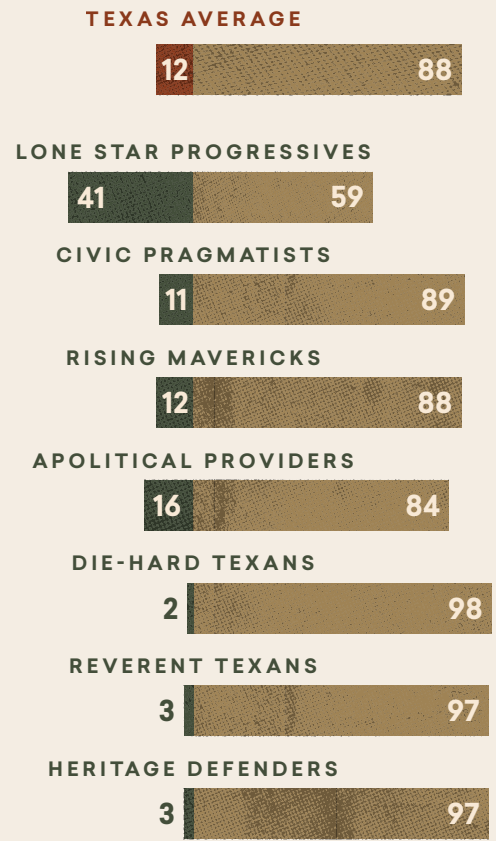 TEXAS AVERAGE
12 88
LONE STAR PROGRESSIVES
41 59
CIVIC PRAGMATISTS
11 89
RISING MAVERICKS
12 88
APOLITICAL PROVIDERS
16 84
DIE-HARD TEXANS
2 98
REVERENT TEXANS
3 97
HERITAGE DEFENDERS
3 97